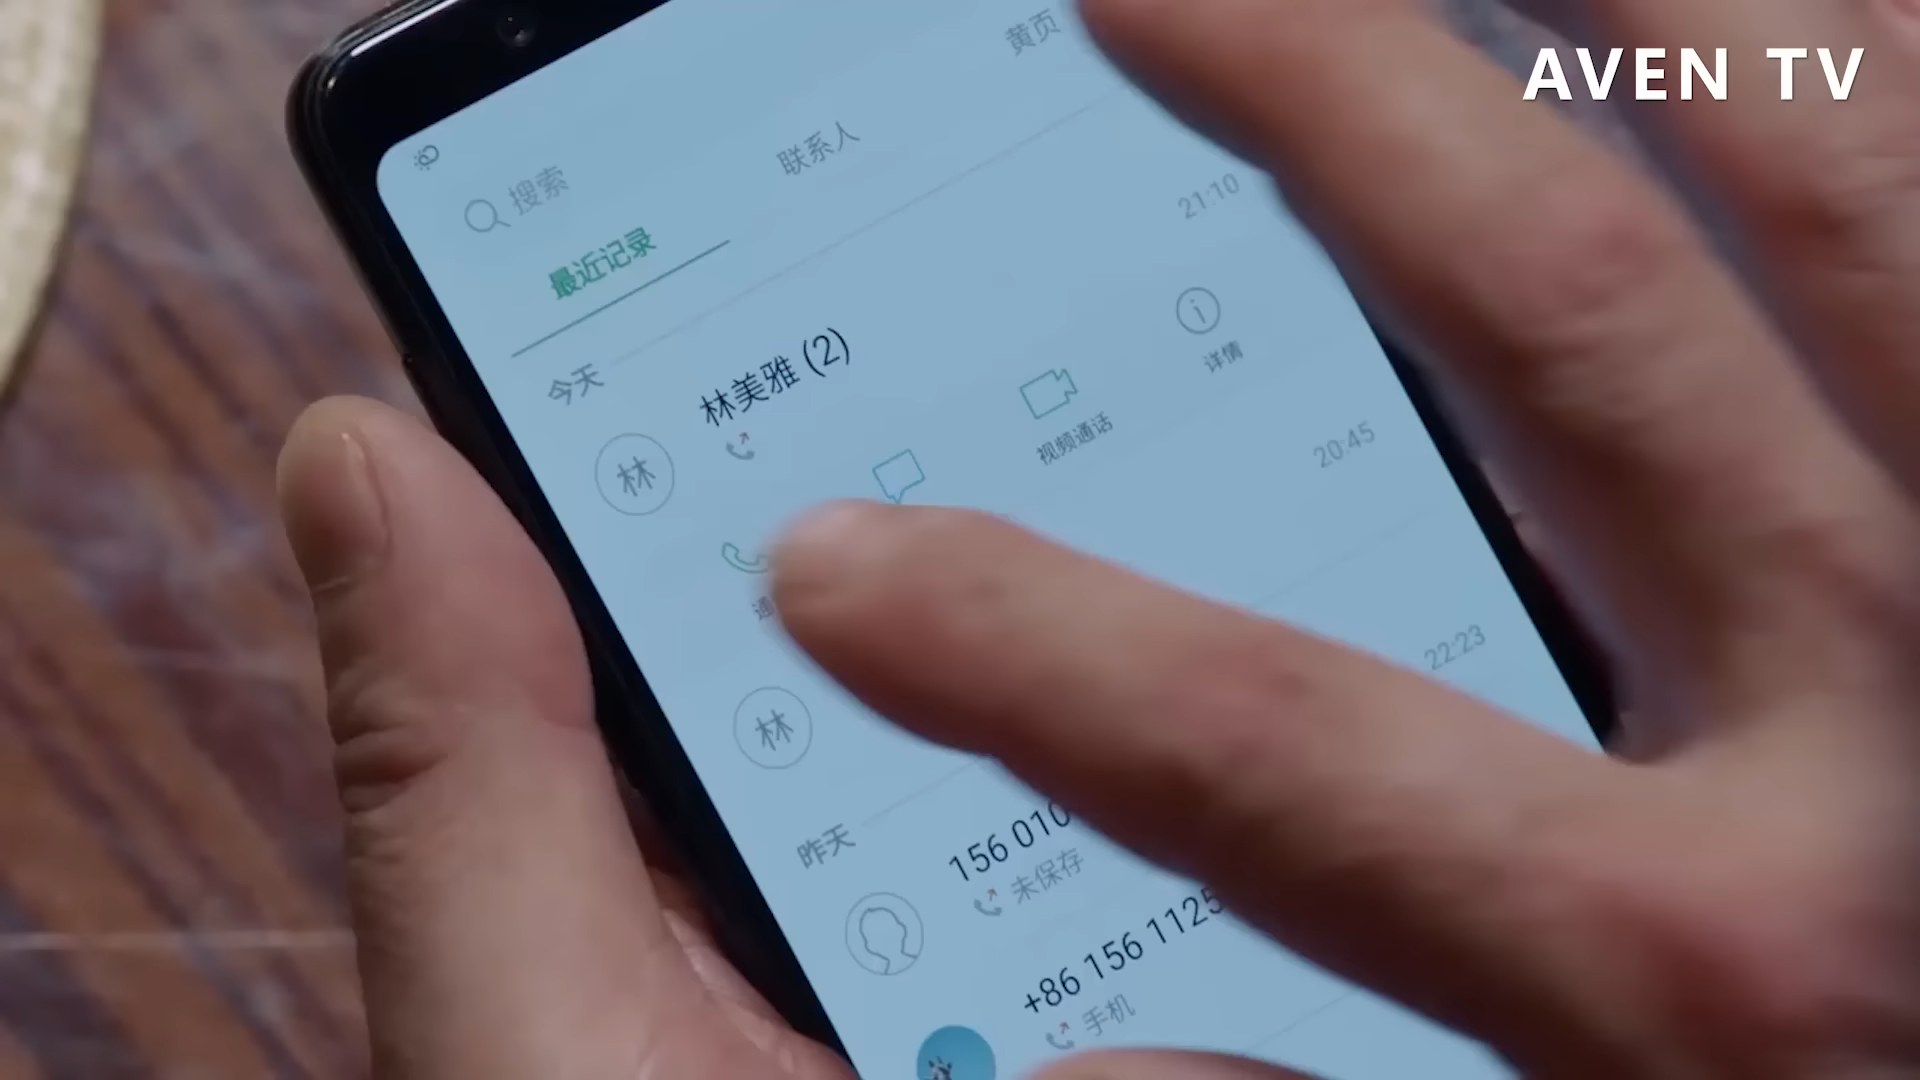 AVEN TV
黄页
联系人
搜索
最近记录
今天
21:10
林美雅 (2)
林
详情
视频通话
通
20:45
林
22:23
昨天
156 010
未保存
+86 156 1125
手机